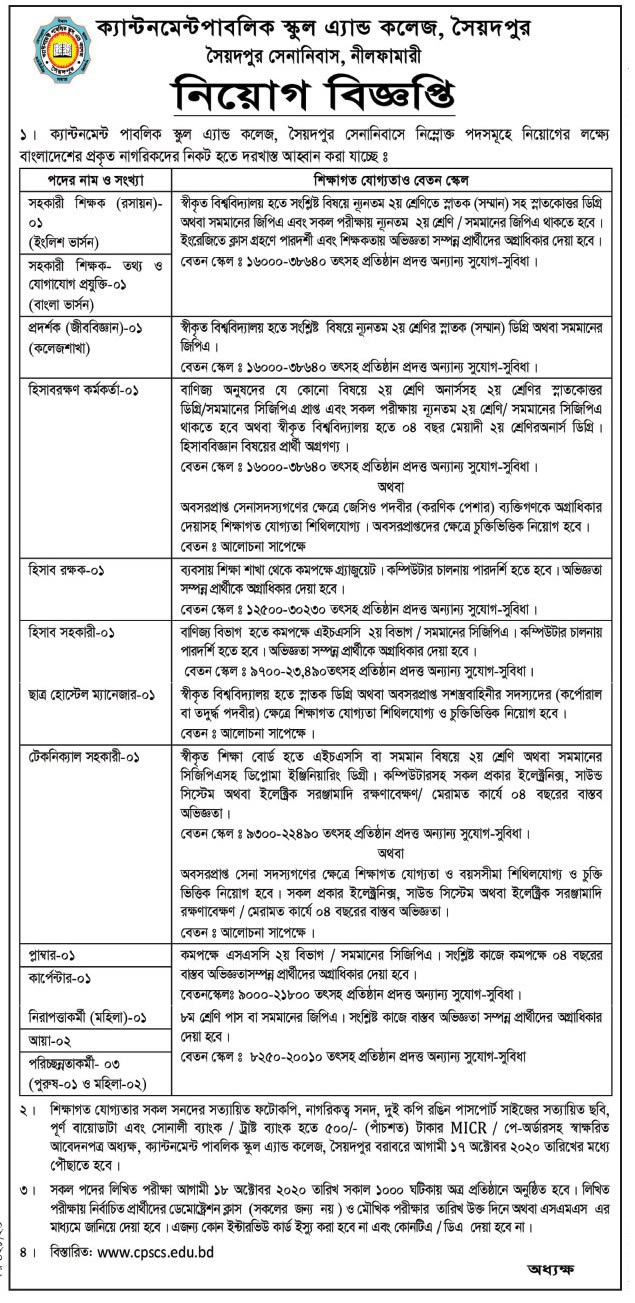 ক্যান্টনমেন্টপাবলিক স্কুল এ্যান্ড কলেজ, সৈয়দপুর
সৈয়দপুর সেনানিবাস, নীলফামারী
নিয়োগ বিজ্ঞপ্তি
১। ক্যান্টনমেন্ট পাবলিক স্কুল এ্যান্ড কলেজ, সৈয়দপুর সেনানিবাসে নিম্নোক্ত পদসমূহে নিয়োগের লক্ষ্যে
বাংলাদেশের প্রকৃত নাগরিকদের নিকট হতে দরখাস্ত আহ্বান করা যাচ্ছে ঃ
পদের নাম ও সংখ্যা
শিক্ষাগত যোগ্যতাও বেতন স্কেল
সহকারী শিক্ষক (রসায়ন)-
০১
(ইংলিশ ভার্সন)
সহকারী শিক্ষক- তথ্য ও
যোগাযোগ প্রযুক্তি-০১
(বাংলা ভার্সন)
স্বীকৃত বিশ্ববিদ্যালয় হতে সংশ্লিষ্ট বিষয়ে ন্যূনতম ২য় শ্রেণিতে স্নাতক (সম্মান) সহ স্নাতকোত্তর ডিগ্রি
অথবা সমমানের জিপিএ এবং সকল পরীক্ষায় ন্যূনতম ২য় শ্রেণি / সমমানের জিপিএ থাকতে হবে।
ইংরেজিতে ক্লাস গ্রহণে পারদর্শী এবং শিক্ষকতায় অভিজ্ঞতা সম্পন্ন প্রার্থীদের অগ্রাধিকার দেয়া হবে।
বেতন স্কেল ঃ ১৬০০০-৩৮৬৪০ তৎসহ প্রতিষ্ঠান প্রদত্ত অন্যান্য সুযোগ-সুবিধা।
প্রদর্শক (জীববিজ্ঞান)-০১
(কলেজশাখা)
স্বীকৃত বিশ্ববিদ্যালয় হতে সংশ্লিষ্ট বিষয়ে ন্যূনতম ২য় শ্রেণির স্নাতক (সম্মান) ডিগ্রি অথবা সমমানের
জিপিএ।
বেতন স্কেল ঃ ১৬০০০-৩৮৬৪০ তৎসহ প্রতিষ্ঠান প্রদত্ত অন্যান্য সুযোগ-সুবিধা।
হিসাবরক্ষণ কর্মকর্তা-০১
বাণিজ্য অনুষদের যে কোনো বিষয়ে ২য় শ্রেণি অনার্সসহ ২য় শ্রেণির স্নাতকোত্তর
ডিগ্রি/সমমানের সিজিপিএ প্রাপ্ত এবং সকল পরীক্ষায় ন্যূনতম ২য় শ্রেণি/ সমমানের সিজিপিএ
থাকতে হবে অথবা স্বীকৃত বিশ্ববিদ্যালয় হতে ০৪ বছর মেয়াদী ২য় শ্রেণিরঅনার্স ডিগ্রি।
হিসাববিজ্ঞান বিষয়ের প্রার্থী অগ্রগণ্য।
বেতন স্কেল ঃ ১৬০০০-৩৮৬৪০ তৎসহ প্রতিষ্ঠান প্রদত্ত অন্যান্য সুযোগ-সুবিধা।
অথবা
অবসরপ্রাপ্ত সেনাসদস্যগণের ক্ষেত্রে জেসিও পদবীর (করণিক পেশার) ব্যক্তিগণকে অগ্রাধিকার
দেয়াসহ শিক্ষাগত যোগ্যতা শিথিলযোগ্য। অবসরপ্রাপ্তদের ক্ষেত্রে চুক্তিভিত্তিক নিয়োগ হবে।
বেতন ঃ আলোচনা সাপেক্ষে
হিসাব রক্ষক-০১
ব্যবসায় শিক্ষা শাখা থেকে কমপক্ষে গ্র্যাজুয়েট। কম্পিউটার চালনায় পারদর্শি হতে হবে। অভিজ্ঞতা
সম্পন্ন প্রার্থীকে অগ্রাধিকার দেয়া হবে।
বেতন স্কেল ঃ ১২৫০০-৩০২৩০ তৎসহ প্রতিষ্ঠান প্রদত্ত অন্যান্য সুযোগ-সুবিধা।
হিসাব সহকারী-০১
বাণিজ্য বিভাগ হতে কমপক্ষে এইচএসসি ২য় বিভাগ / সমমানের সিজিপিএ। কম্পিউটার চালনায়
পারদর্শি হতে হবে। অভিজ্ঞতা সম্পন্ন প্রার্থীকে অগ্রাধিকার দেয়া হবে।
বেতন স্কেল ঃ ৯৭০০-২৩,৪৯০তৎসহ প্রতিষ্ঠান প্রদত্ত অন্যান্য সুযোগ-সুবিধা।
ছাত্র হোস্টেল ম্যানেজার-০১
স্বীকৃত বিশ্ববিদ্যালয় হতে স্নাতক ডিগ্রি অথবা অবসরপ্রাপ্ত সশস্ত্রবাহিনীর সদস্যদের (কর্পোরাল
বা তদুর্দ্ধ পদবীর) ক্ষেত্রে শিক্ষাগত যোগ্যতা শিথিলযোগ্য ও চুক্তিভিত্তিক নিয়োগ হবে।
বেতন ঃ আলোচনা সাপেক্ষে।
টেকনিক্যাল সহকারী-০১
স্বীকৃত শিক্ষা বোর্ড হতে এইচএসসি বা সমমান বিষয়ে ২য় শ্রেণি অথবা সমমানের
সিজিপিএসহ ডিপ্লোমা ইঞ্জিনিয়ারিং ডিগ্রী। কম্পিউটারসহ সকল প্রকার ইলেক্ট্রনিক্স, সাউন্ড
সিস্টেম অথবা ইলেক্ট্রিক সরঞ্জামাদি রক্ষণাবেক্ষণ/ মেরামত কার্যে ০৪ বছরের বাস্তব
অভিজ্ঞতা।
বেতন স্কেল ঃ ৯৩০০-২২৪৯০ তৎসহ প্রতিষ্ঠান প্রদত্ত অন্যান্য সুযোগ-সুবিধা।
অথবা
অবসরপ্রাপ্ত সেনা সদস্যগণের ক্ষেত্রে শিক্ষাগত যোগ্যতা ও বয়সসীমা শিথিলযোগ্য ও চুক্তি
ভিত্তিক নিয়োগ হবে। সকল প্রকার ইলেক্ট্রনিক্স, সাউন্ড সিস্টেম অথবা ইলেক্ট্রিক সরঞ্জামাদি
রক্ষণাবেক্ষণ / মেরামত কার্যে ০৪ বছরের বাস্তব অভিজ্ঞতা।
বেতন ঃ আলোচনা সাপেক্ষে।
প্লাম্বার-০১
কার্পেন্টার-০১
কমপক্ষে এসএসসি ২য় বিভাগ / সমমানের সিজিপিএ। সংশ্লিষ্ট কাজে কমপক্ষে ০৪ বছরের
বাস্তব অভিজ্ঞতাসম্পন্ন প্রার্থীদের অগ্রাধিকার দেয়া হবে।
বেতনস্কেলঃ ৯০০০-২১৮০০ তৎসহ প্রতিষ্ঠান প্রদত্ত অন্যান্য সুযোগ-সুবিধা।
নিরাপত্তাকর্মী (মহিলা)-০১
আয়া-০২
পরিচ্ছন্নতাকর্মী- ০৩
(পুরুষ-০১ ও মহিলা-০২)
৮ম শ্রেণি পাস বা সমমানের জিপিএ। সংশ্লিষ্ট কাজে বাস্তব অভিজ্ঞতা সম্পন্ন প্রার্থীদের অগ্রাধিকার
দেয়া হবে।
বেতন স্কেল ঃ ৮২৫০-২০০১০ তৎসহ প্রতিষ্ঠান প্রদত্ত অন্যান্য সুযোগ-সুবিধা
২। শিক্ষাগত যোগ্যতার সকল সনদের সত্যায়িত ফটোকপি, নাগরিকত্ব সনদ, দুই কপি রঙিন পাসপোর্ট সাইজের সত্যায়িত ছবি,
পূর্ণ বায়োডাটা এবং সোনালী ব্যাংক / ট্রাষ্ট ব্যাংক হতে ৫০০/- (পাঁচশত) টাকার MICR / পে-অর্ডারসহ স্বাক্ষরিত
আবেদনপত্র অধ্যক্ষ, ক্যান্টনমেন্ট পাবলিক স্কুল এ্যান্ড কলেজ, সৈয়দপুর বরাবরে আগামী ১৭ অক্টোবর ২০২০ তারিখের মধ্যে
পৌঁছাতে হবে।
৩। সকল পদের লিখিত পরীক্ষা আগামী ১৮ অক্টোবর ২০২০ তারিখ সকাল ১০০০ ঘটিকায় অত্র প্রতিষ্ঠানে অনুষ্ঠিত হবে। লিখিত
পরীক্ষায় নির্বাচিত প্রার্থীদের ডেমোস্ট্রেশন ক্লাস (সকলের জন্য নয়) ও মৌখিক পরীক্ষার তারিখ উক্ত দিনে অথবা এসএমএস এর
মাধ্যমে জানিয়ে দেয়া হবে। এজন্য কোন ইন্টারভিউ কার্ড ইস্যু করা হবে না এবং কোনটিএ / ডিএ দেয়া হবে না।
৪। বিস্তারিত: www.cpscs.edu.bd
অধ্যক্ষ